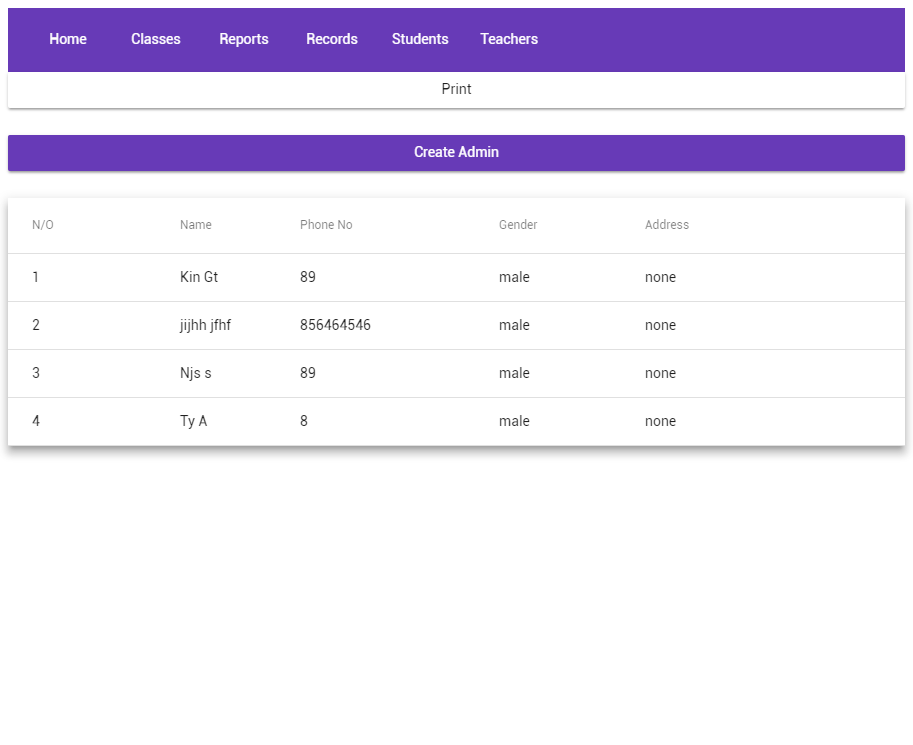 Home Classes Reports Records Students Teachers
Print
Create Admin
N/O Name Phone No Gender Address
1 Kin Gt 89 male none
2 jijhh jfhf 856464546 male none
3 Njs s 89 male none
4 Ty A 8 male none